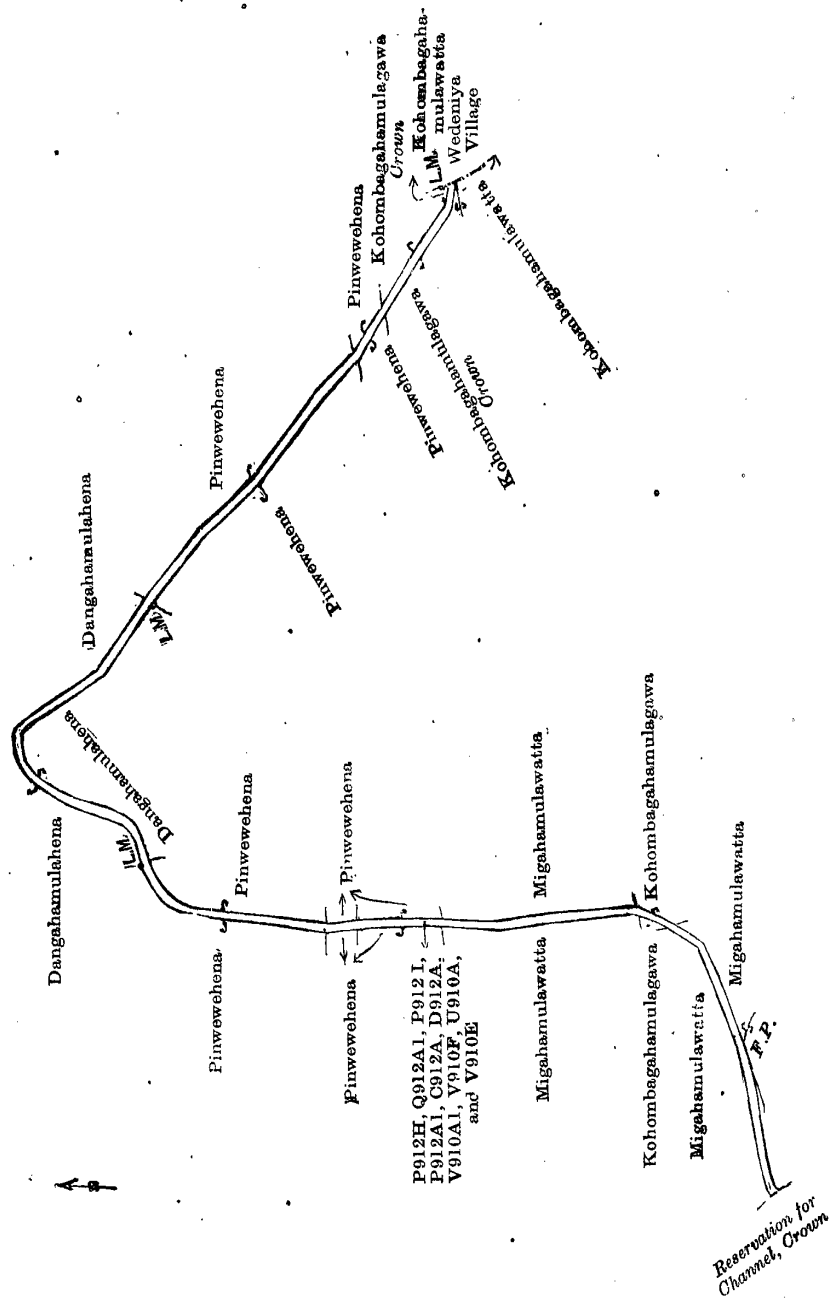 Kohombagaha-
mulawatta
Wedeniya
Village
L.M.
Kohombagahamulagawa
Crown
Pinwewehena
Kohombagahamulawatta
Kohombagahamulagawa
Crown
Pinwewehena
Pinwewehena
Pinwewehena
Dangahamulahena
L.M.
Dangahamulahena
Dangahamulahena
L.M.
Pinwewehena
Pinwewehena
Pinwewehena
Pinwewehena
P912H, Q912A1, P912 I,
P912A1, C912A, D912A,
V910A1, V910F, U910A,
and V910E
Migahamulawatta
Migahamulawatta
Kohombagahamulagawa
Kohombagahamulagawa
Migahamulawatta
Migahamulawatta
F.P.
Reservation for
Channel, Crown